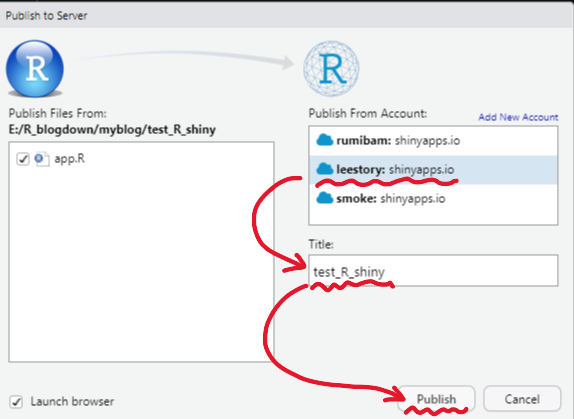 Publish to Server
R
R
Publish Files From:
E:/R_blogdown/myblog/test_R_shiny
app.R
Publish From Account:
Add New Account
rumibam: shinyapps.io
leestory: shinyapps.io
smoke: shinyapps.io
Title:
test_R_shiny
Launch browser
Publish
Cancel